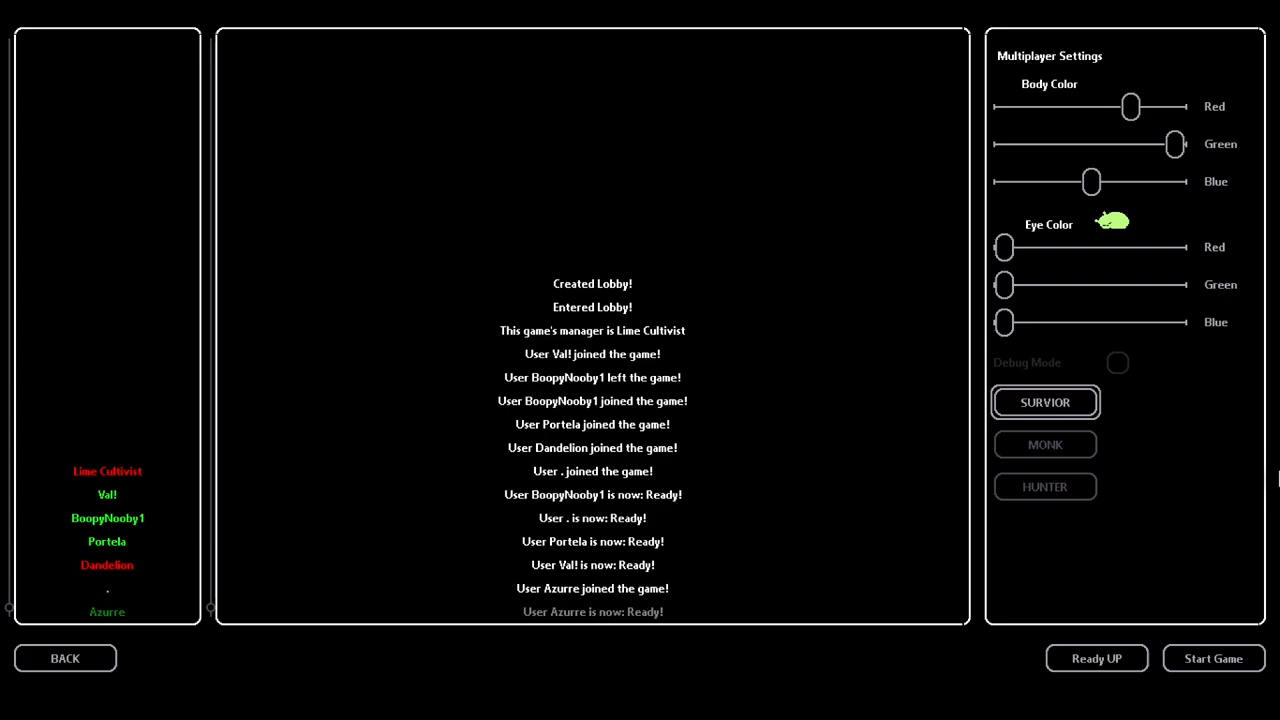 Lime Cultivist
Val!
BoopyNooby1
Portela
Dandelion
.
Azurre
Created Lobby!
Entered Lobby!
This game's manager is Lime Cultivist
User Val! joined the game!
User BoopyNooby1 left the game!
User BoopyNooby1 joined the game!
User Portela joined the game!
User Dandelion joined the game!
User . joined the game!
User BoopyNooby1 is now: Ready!
User . is now: Ready!
User Portela is now: Ready!
User Val! is now: Ready!
User Azurre joined the game!
User Azurre is now: Ready!
Multiplayer Settings
Body Color
Red
Green
Blue
Eye Color
Red
Green
Blue
Debug Mode
SURVIOR
MONK
HUNTER
BACK
Ready UP
Start Game